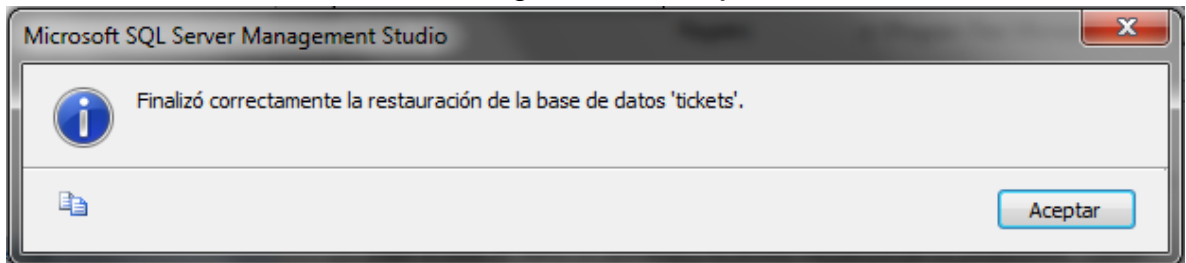 Microsoft SQL Server Management Studio
Finalizó correctamente la restauración de la base de datos 'tickets'.
Aceptar